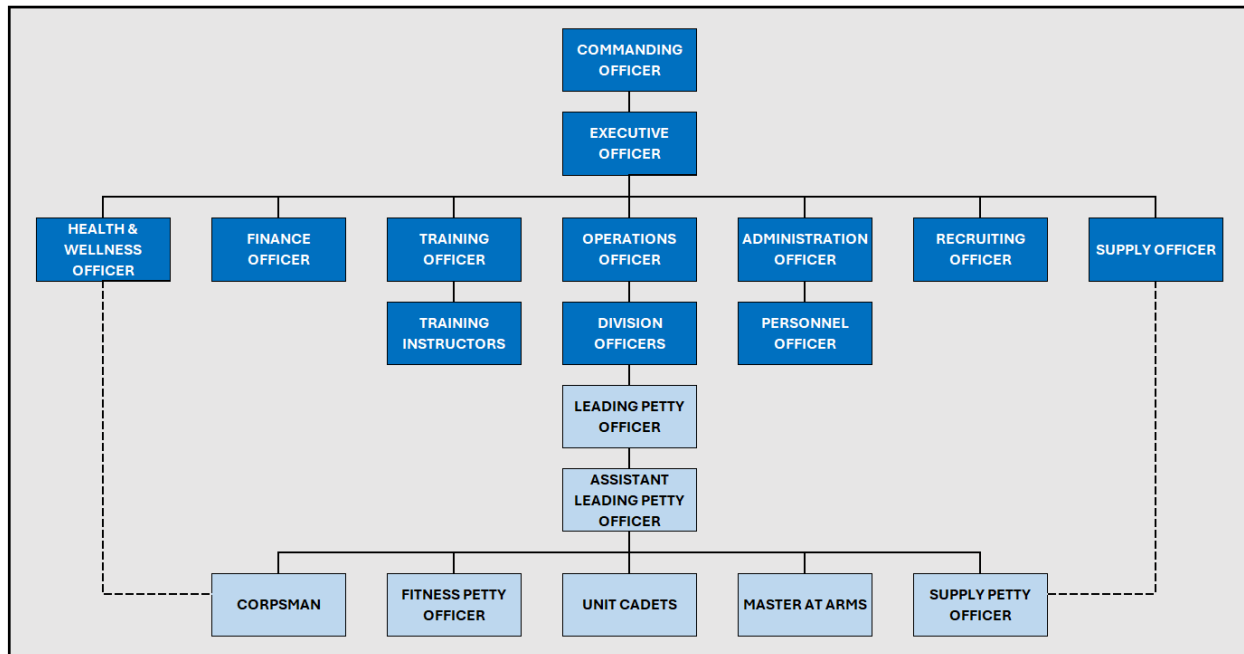 COMMANDING
OFFICER
EXECUTIVE
OFFICER
HEALTH &
WELLNESS
OFFICER
FINANCE
OFFICER
TRAINING
OFFICER
OPERATIONS
OFFICER
ADMINISTRATION
OFFICER
RECRUITING
OFFICER
SUPPLY OFFICER
TRAINING
INSTRUCTORS
DIVISION
OFFICERS
PERSONNEL
OFFICER
LEADING PETTY
OFFICER
ASSISTANT
LEADING PETTY
OFFICER
CORPSMAN
FITNESS PETTY
OFFICER
UNIT CADETS
MASTER AT ARMS
SUPPLY PETTY
OFFICER